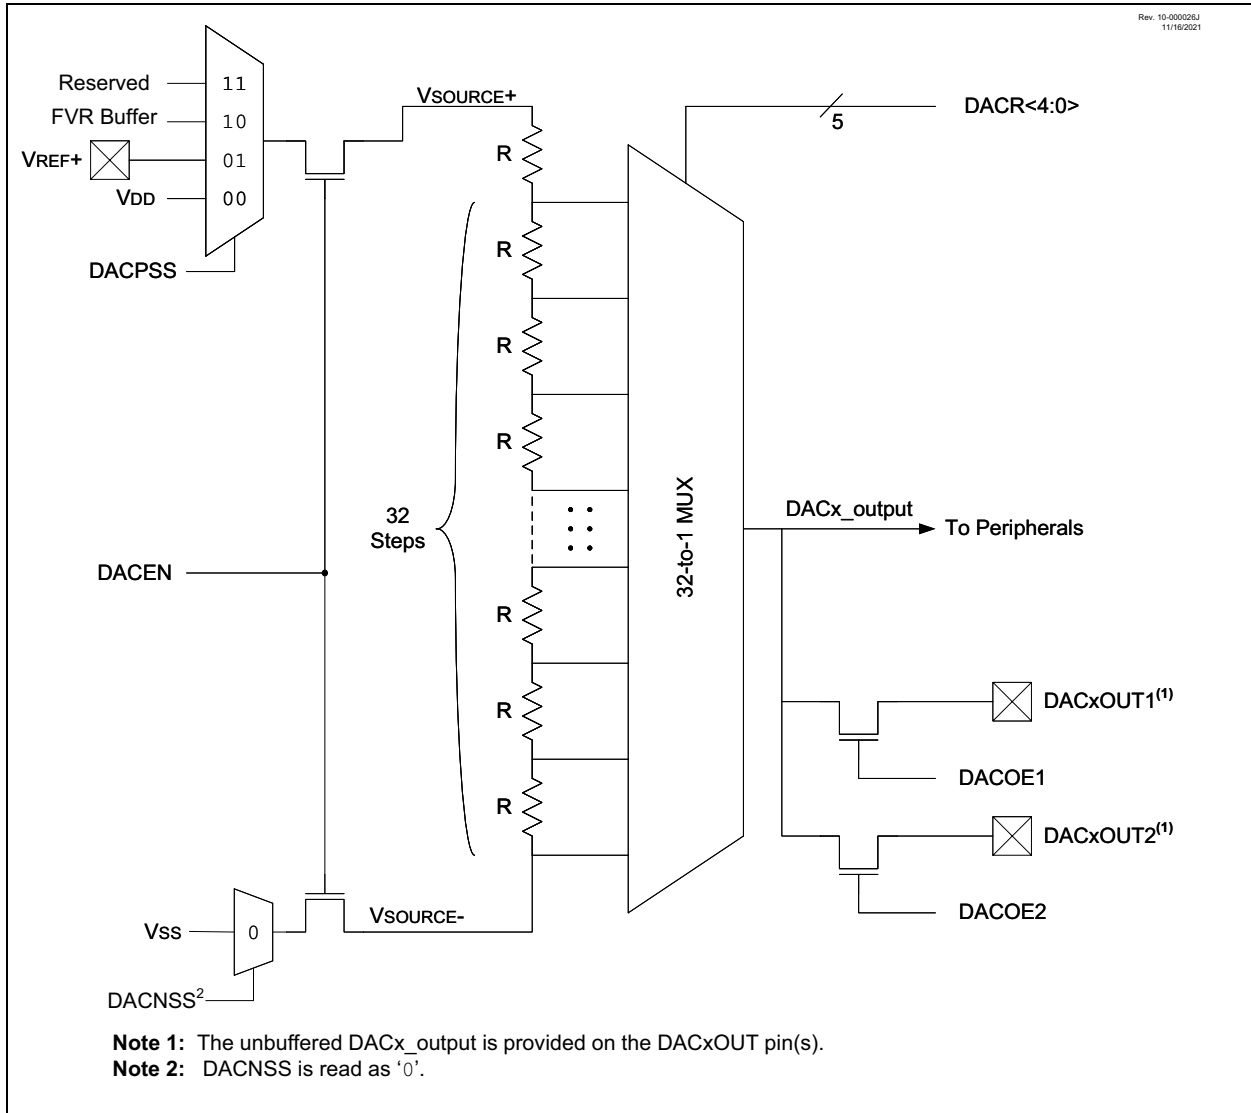 Rev. 10-000026J
11/16/2021
Reserved
11
FVR Buffer
10
VREF+
01
VDD
00
DACPSS
VSOURCE+
R
R
R
R
32
Steps
R
R
R
DACEN
DACR<4:0>
5
32-to-1 MUX
DACx_output
To Peripherals
DACxOUT1(1)
DACOE1
DACxOUT2(1)
DACOE2
VSS
0
VSOURCE-
DACNSS2
Note 1: The unbuffered DACx_output is provided on the DACxOUT pin(s).
Note 2: DACNSS is read as ‘0’.